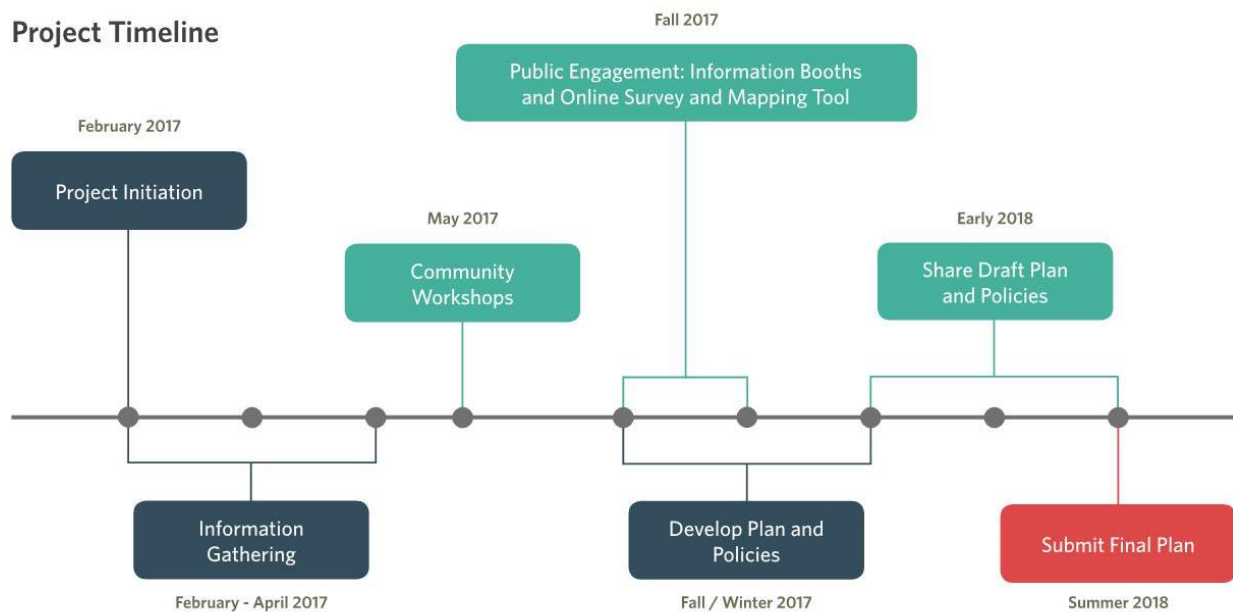 Project Timeline
Fall 2017
Public Engagement: Information Booths
and Online Survey and Mapping Tool
February 2017
Project Initiation
May 2017
Community
Workshops
Early 2018
Share Draft Plan
and Policies
Information
Gathering
February - April 2017
Develop Plan and
Policies
Fall / Winter 2017
Submit Final Plan
Summer 2018